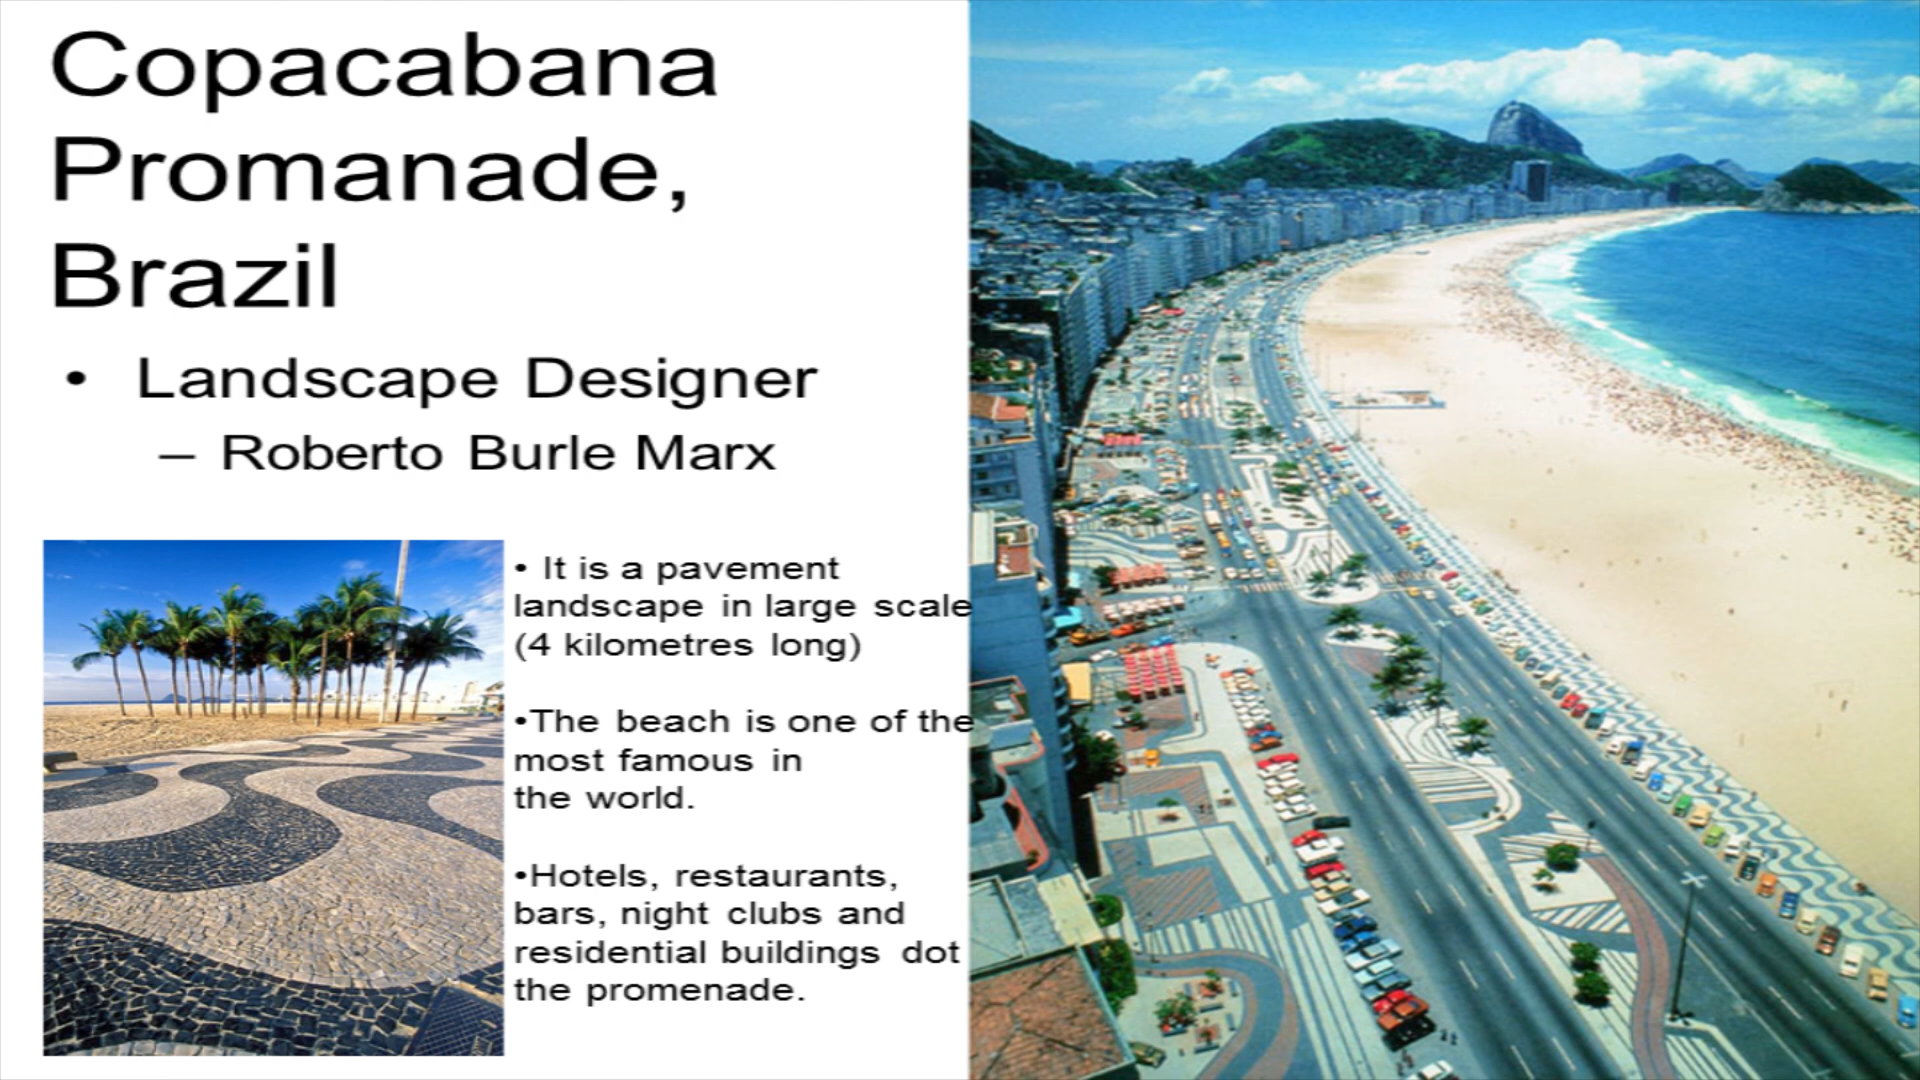 Copacabana
Promanade,
Brazil
• Landscape Designer
– Roberto Burle Marx
• It is a pavement
landscape in large scale
(4 kilometres long)
•The beach is one of the
most famous in
the world.
•Hotels, restaurants,
bars, night clubs and
residential buildings dot
the promenade.